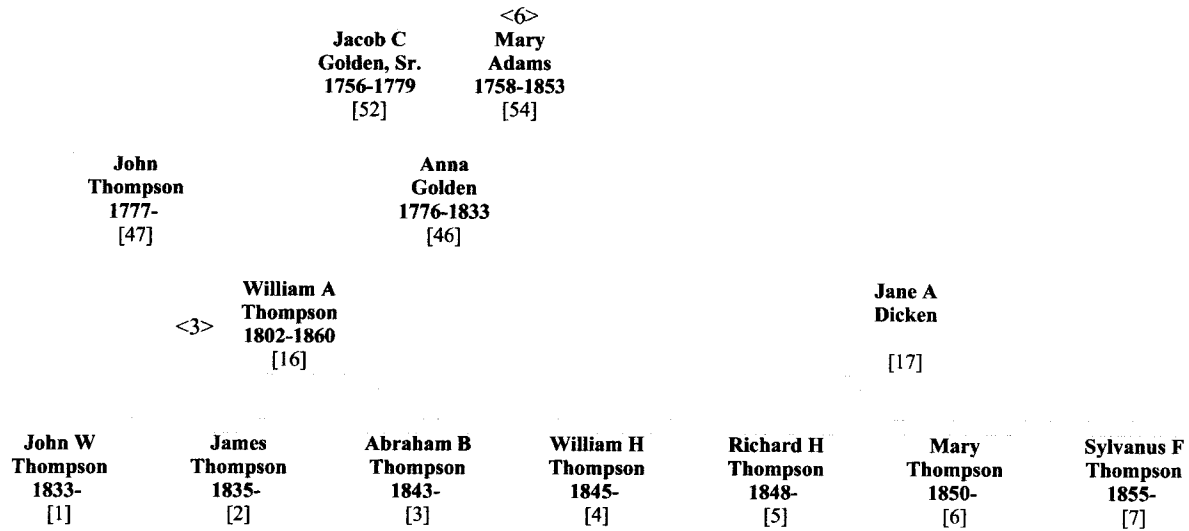 <6>
Jacob C
Golden, Sr.
1756-1779
[52]
Mary
Adams
1758-1853
[54]
John
Thompson
1777-
[47]
Anna
Golden
1776-1833
[46]
<3>
William A
Thompson
1802-1860
[16]
Jane A
Dicken
[17]
John W
Thompson
1833-
[1]
James
Thompson
1835-
[2]
Abraham B
Thompson
1843-
[3]
William H
Thompson
1845-
[4]
Richard H
Thompson
1848-
[5]
Mary
Thompson
1850-
[6]
Sylvanus F
Thompson
1855-
[7]